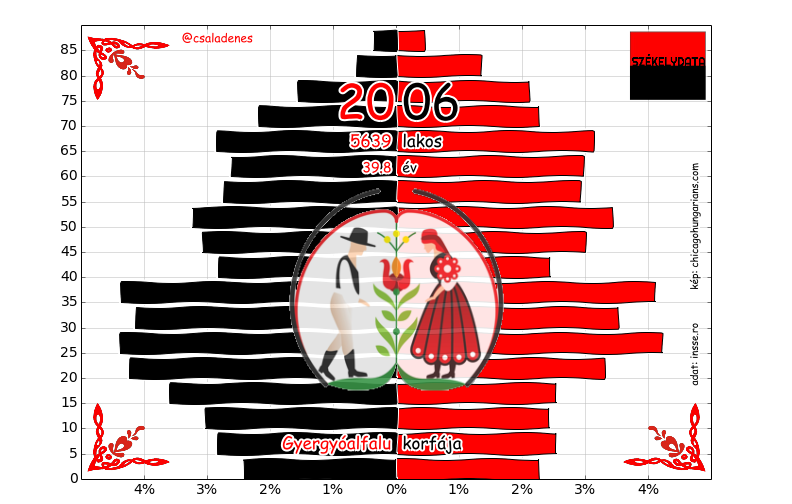 @csaladenes
SZÉKELYDATA
2006
5639 lakos
39.8 év
kép: chicagohungarians.com
adat: insse.ro
Gyergyóalfalu korfája
85
80
75
70
65
60
55
50
45
40
35
30
25
20
15
10
5
0
4% 3% 2% 1% 0% 1% 2% 3% 4%